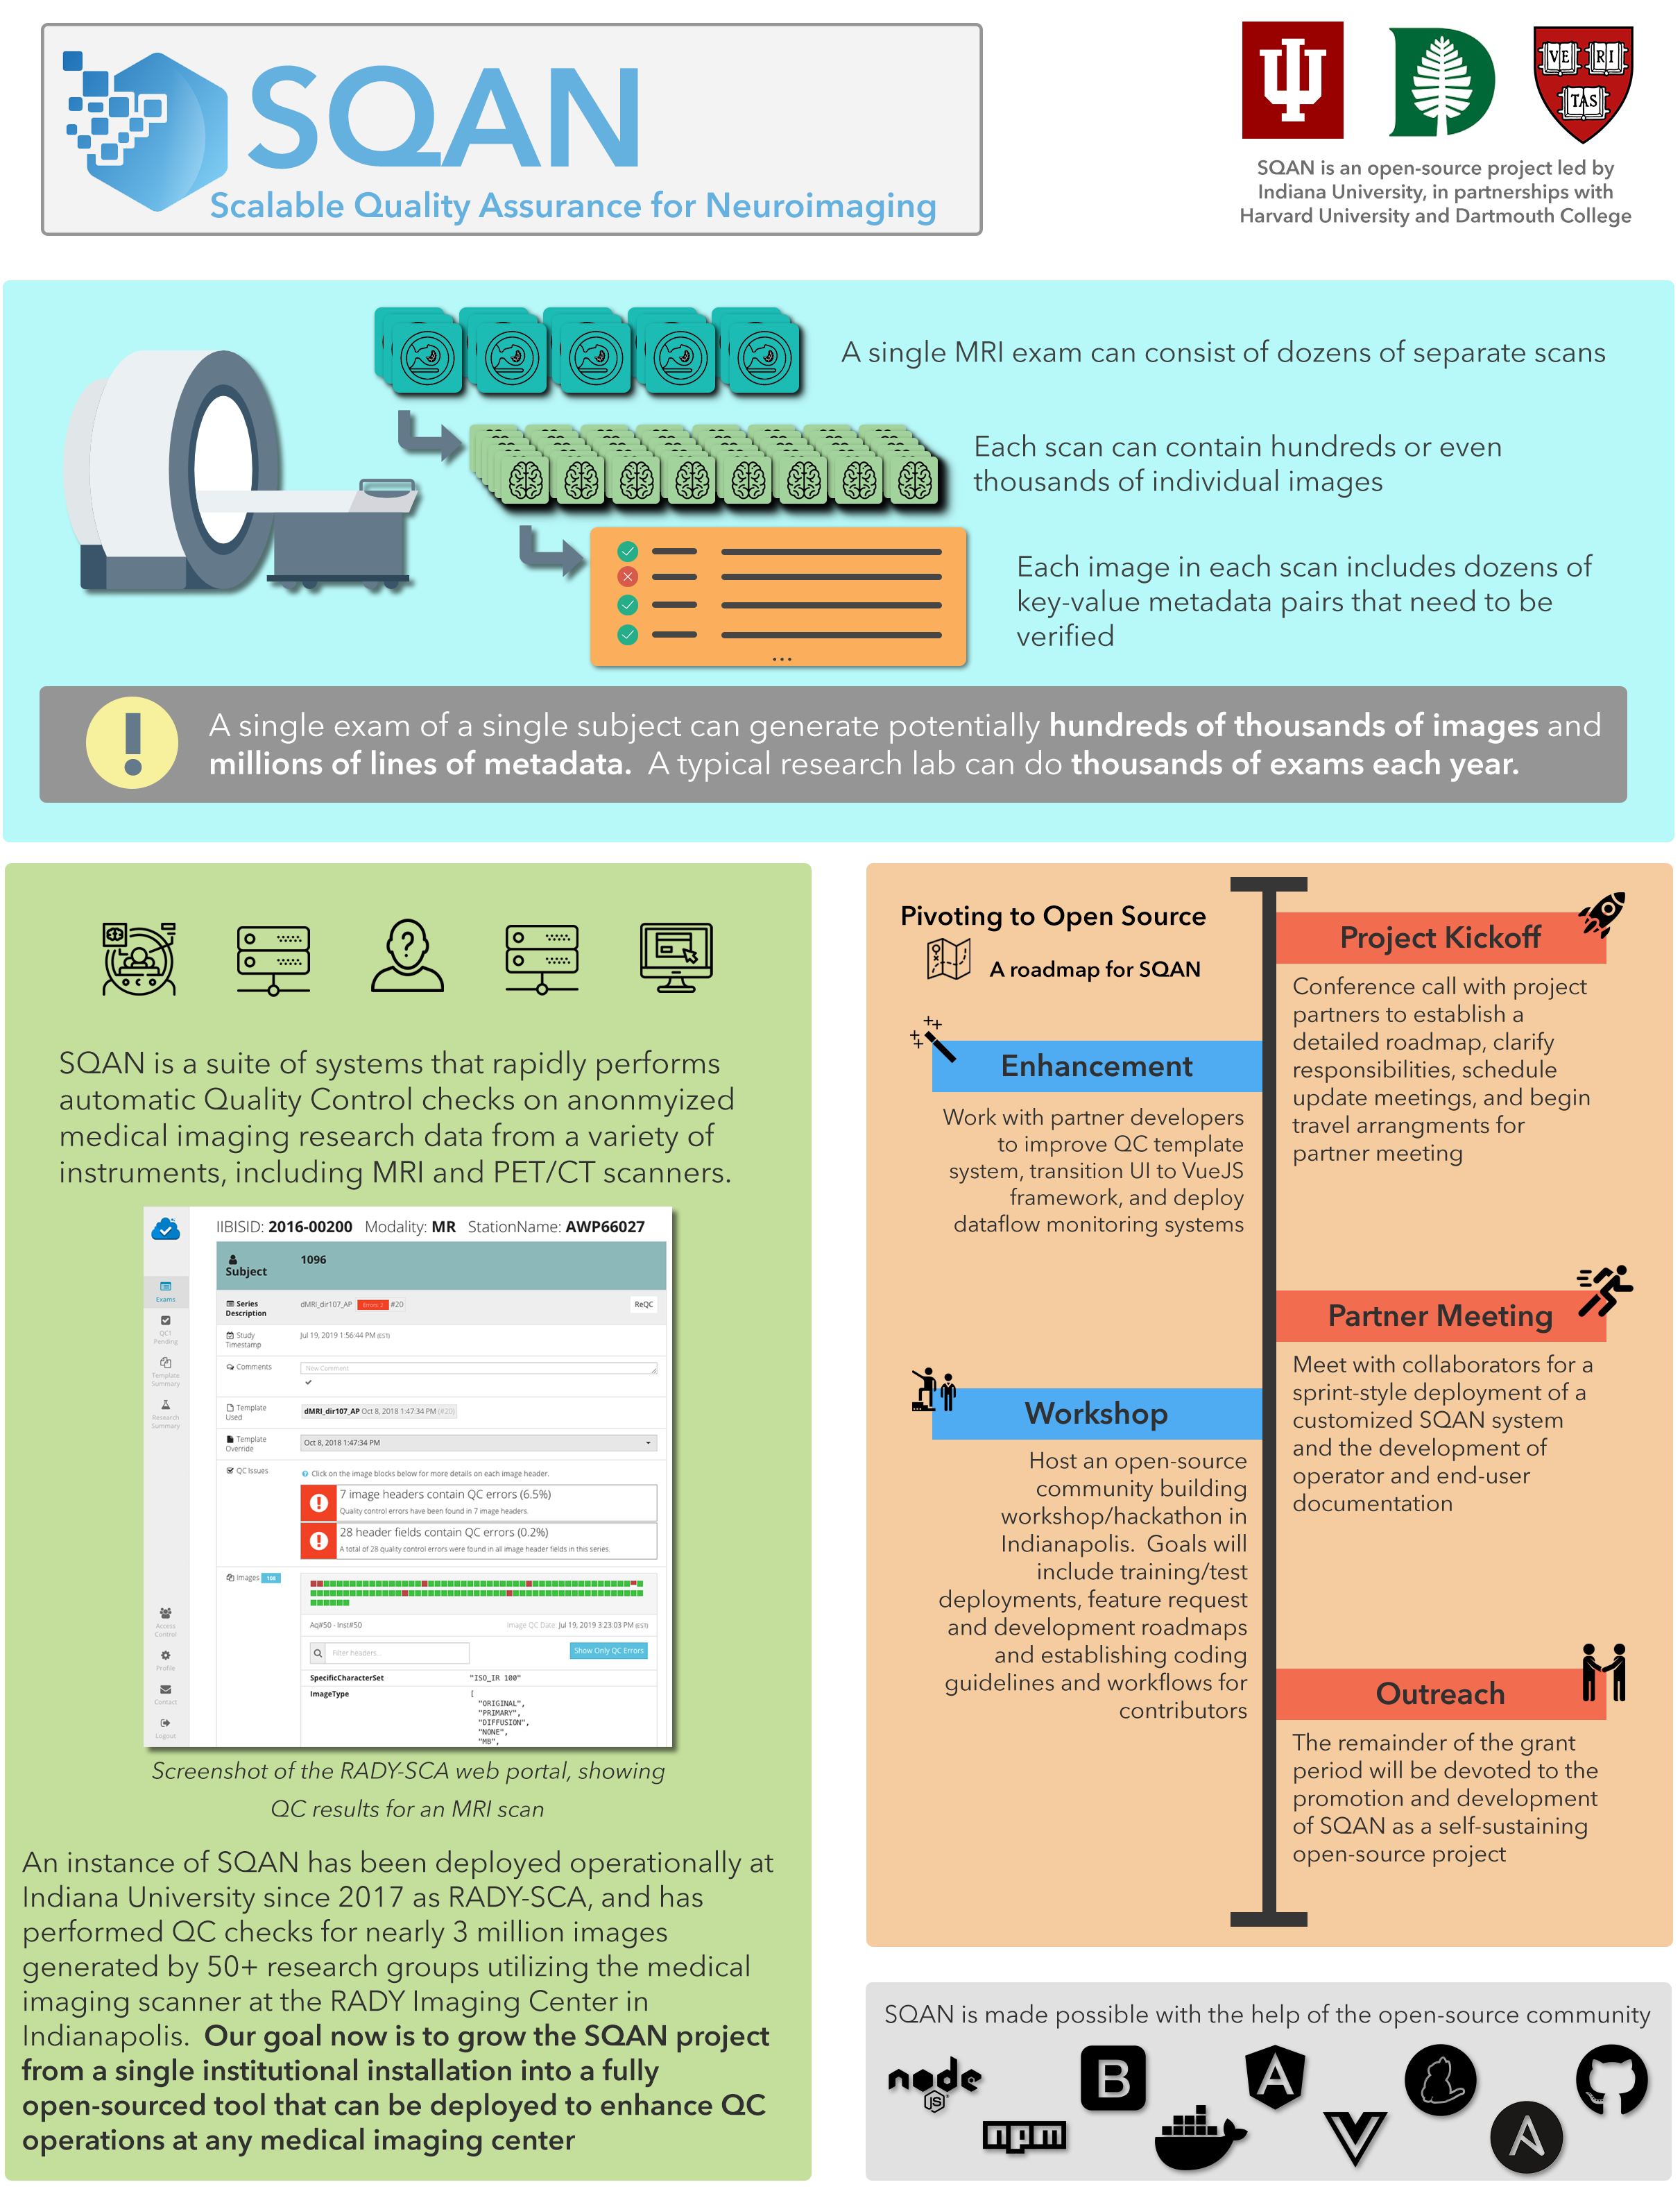 SQAN
Scalable Quality Assurance for Neuroimaging
VE RI
TAS
SQAN is an open-source project led by
Indiana University, in partnerships with
Harvard University and Dartmouth College
A single MRI exam can consist of dozens of separate scans
Each scan can contain hundreds or even
thousands of individual images
Each image in each scan includes dozens of
key-value metadata pairs that need to be
verified
...
A single exam of a single subject can generate potentially hundreds of thousands of images and
millions of lines of metadata. A typical research lab can do thousands of exams each year.
SQAN is a suite of systems that rapidly performs
automatic Quality Control checks on anonmyized
medical imaging research data from a variety of
instruments, including MRI and PET/CT scanners.
IIBISID: 2016-00200 Modality: MR StationName: AWP66027
Subject
1096
Series
Description
dMRI_dir107_AP Errors 2 #20
ReQC
Study
Timestamp
Jul 19, 2019 1:56:44 PM (EST)
Comments
New Comment
Template
Used
dMRI_dir107_AP Oct 8, 2018 1:47:34 PM (#20)
Template
Override
Oct 8, 2018 1:47:34 PM
QC Issues
Click on the image blocks below for more details on each image header.
7 image headers contain QC errors (6.5%)
Quality control errors have been found in 7 image headers.
28 header fields contain QC errors (0.2%)
A total of 28 quality control errors were found in all image header fields in this series.
Images 108
Aq#50 - Inst#50
Image QC Date: Jul 19, 2019 3:23:03 PM (EST)
Filter headers...
Show Only QC Errors
SpecificCharacterSet
"ISO_IR 100"
ImageType
[
"ORIGINAL",
"PRIMARY",
"DIFFUSION",
"NONE",
"MB",
Exams
QC1
Pending
Template
Summary
Research
Summary
Access
Control
Profile
Contact
Logout
Screenshot of the RADY-SCA web portal, showing
QC results for an MRI scan
An instance of SQAN has been deployed operationally at
Indiana University since 2017 as RADY-SCA, and has
performed QC checks for nearly 3 million images
generated by 50+ research groups utilizing the medical
imaging scanner at the RADY Imaging Center in
Indianapolis. Our goal now is to grow the SQAN project
from a single institutional installation into a fully
open-sourced tool that can be deployed to enhance QC
operations at any medical imaging center
Pivoting to Open Source
A roadmap for SQAN
Project Kickoff
Conference call with project
partners to establish a
detailed roadmap, clarify
responsibilities, schedule
update meetings, and begin
travel arrangments for
partner meeting
Enhancement
Work with partner developers
to improve QC template
system, transition UI to VueJS
framework, and deploy
dataflow monitoring systems
Partner Meeting
Meet with collaborators for a
sprint-style deployment of a
customized SQAN system
and the development of
operator and end-user
documentation
Workshop
Host an open-source
community building
workshop/hackathon in
Indianapolis. Goals will
include training/test
deployments, feature request
and development roadmaps
and establishing coding
guidelines and workflows for
contributors
Outreach
The remainder of the grant
period will be devoted to the
promotion and development
of SQAN as a self-sustaining
open-source project
SQAN is made possible with the help of the open-source community
node
JS
npm
B
A
A